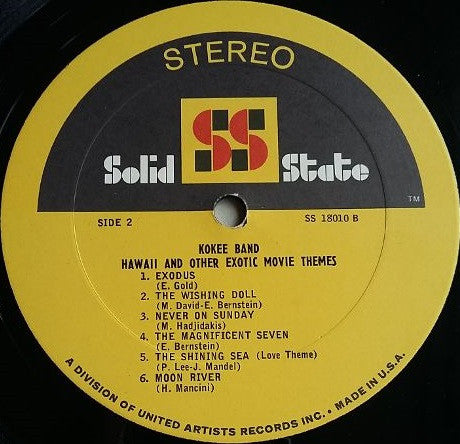 STEREO
SS
Solid State
TM
SIDE 2 SS 18010 B
KOKEE BAND
HAWAII AND OTHER EXOTIC MOVIE THEMES
1. EXODUS
(E. Gold)
2. THE WISHING DOLL
(M. David-E. Bernstein)
3. NEVER ON SUNDAY
(M. Hadjidakis)
4. THE MAGNIFICENT SEVEN
(E. Bernstein)
5. THE SHINING SEA (Love Theme)
(P. Lee-J. Mandel)
6. MOON RIVER
(H. Mancini)
A DIVISION OF UNITED ARTISTS RECORDS INC. • MADE IN U.S.A.